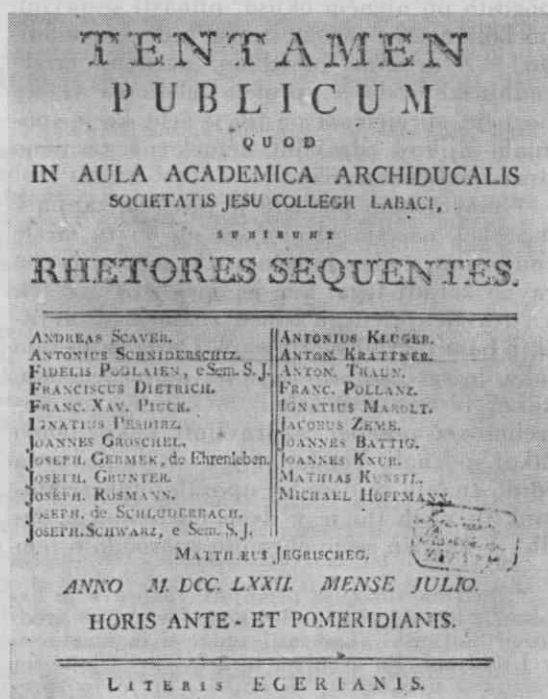 TENTAMEN
PUBLICUM
QUOD
IN AULA ACADEMICA ARCHIDUCALIS
SOCIETATIS JESU COLLEGII LABACI,
SUBIBUNT
RHETORES SEQUENTES.
ANDREAS SCAVER.
ANTONIUS SCHNIDERSCHIZ.
FIDELIS POGLAIEN, e Sem. S. J.
FRANCISCUS DIETRICH.
FRANC. XAV. PIUCK.
IGNATIUS PESDIRZ.
JOANNES GROSCHEL.
JOSEPH. GERMEK, de Ehrenleben.
JOSEPH. GRUNTER.
JOSEPH. ROSMANN.
JOSEPH. de SCHLUDERBACH.
JOSEPH. SCHWARZ, e Sem. S. J.
ANTONIUS KLUGER.
ANTON. KRATTNER.
ANTON. THAUN.
FRANC. POLLANZ.
IGNATIUS MAROLT.
JACOBUS ZEME.
JOANNES BATTIG.
JOANNES KNUR.
MATHIAS KUNSTL.
MICHAEL HOFFMANN.
MATTHÆUS JEGRISCHEG.
ANNO M. DCC. LXXII. MENSE JULIO.
HORIS ANTE- ET POMERIDIANIS.
LITERIS EGERIANIS.